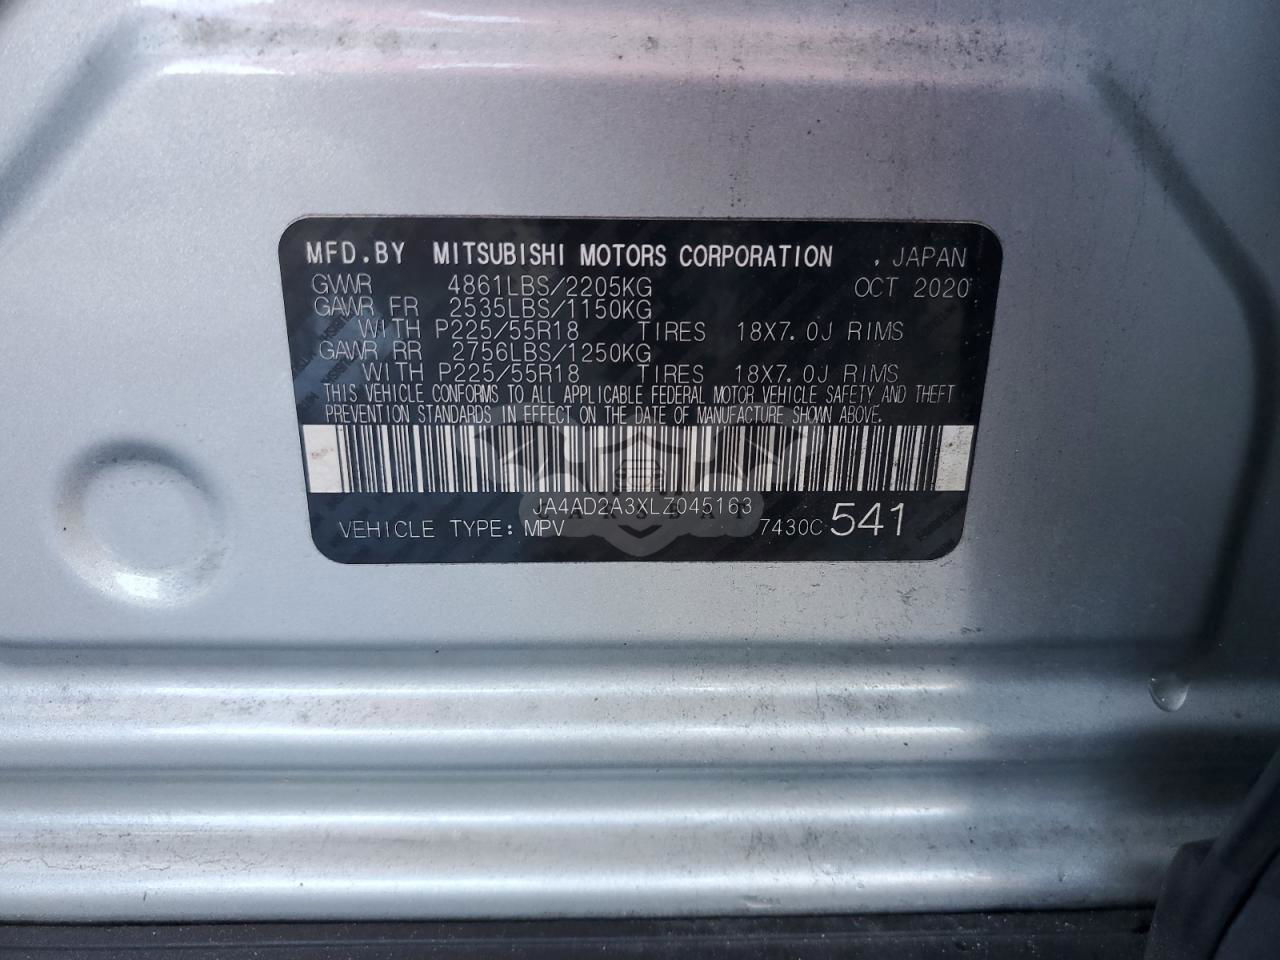 MFD.BY MITSUBISHI MOTORS CORPORATION , JAPAN
GVWR 4861LBS/2205KG OCT 2020
GAWR FR 2535LBS/1150KG
WITH P225/55R18 TIRES 18X7.0J RIMS
GAWR RR 2756LBS/1250KG
WITH P225/55R18 TIRES 18X7.0J RIMS
THIS VEHICLE CONFORMS TO ALL APPLICABLE FEDERAL MOTOR VEHICLE SAFETY AND THEFT
PREVENTION STANDARDS IN EFFECT ON THE DATE OF MANUFACTURE SHOWN ABOVE.
JA4AD2A3XLZ045163
VEHICLE TYPE: MPV 7430C 541